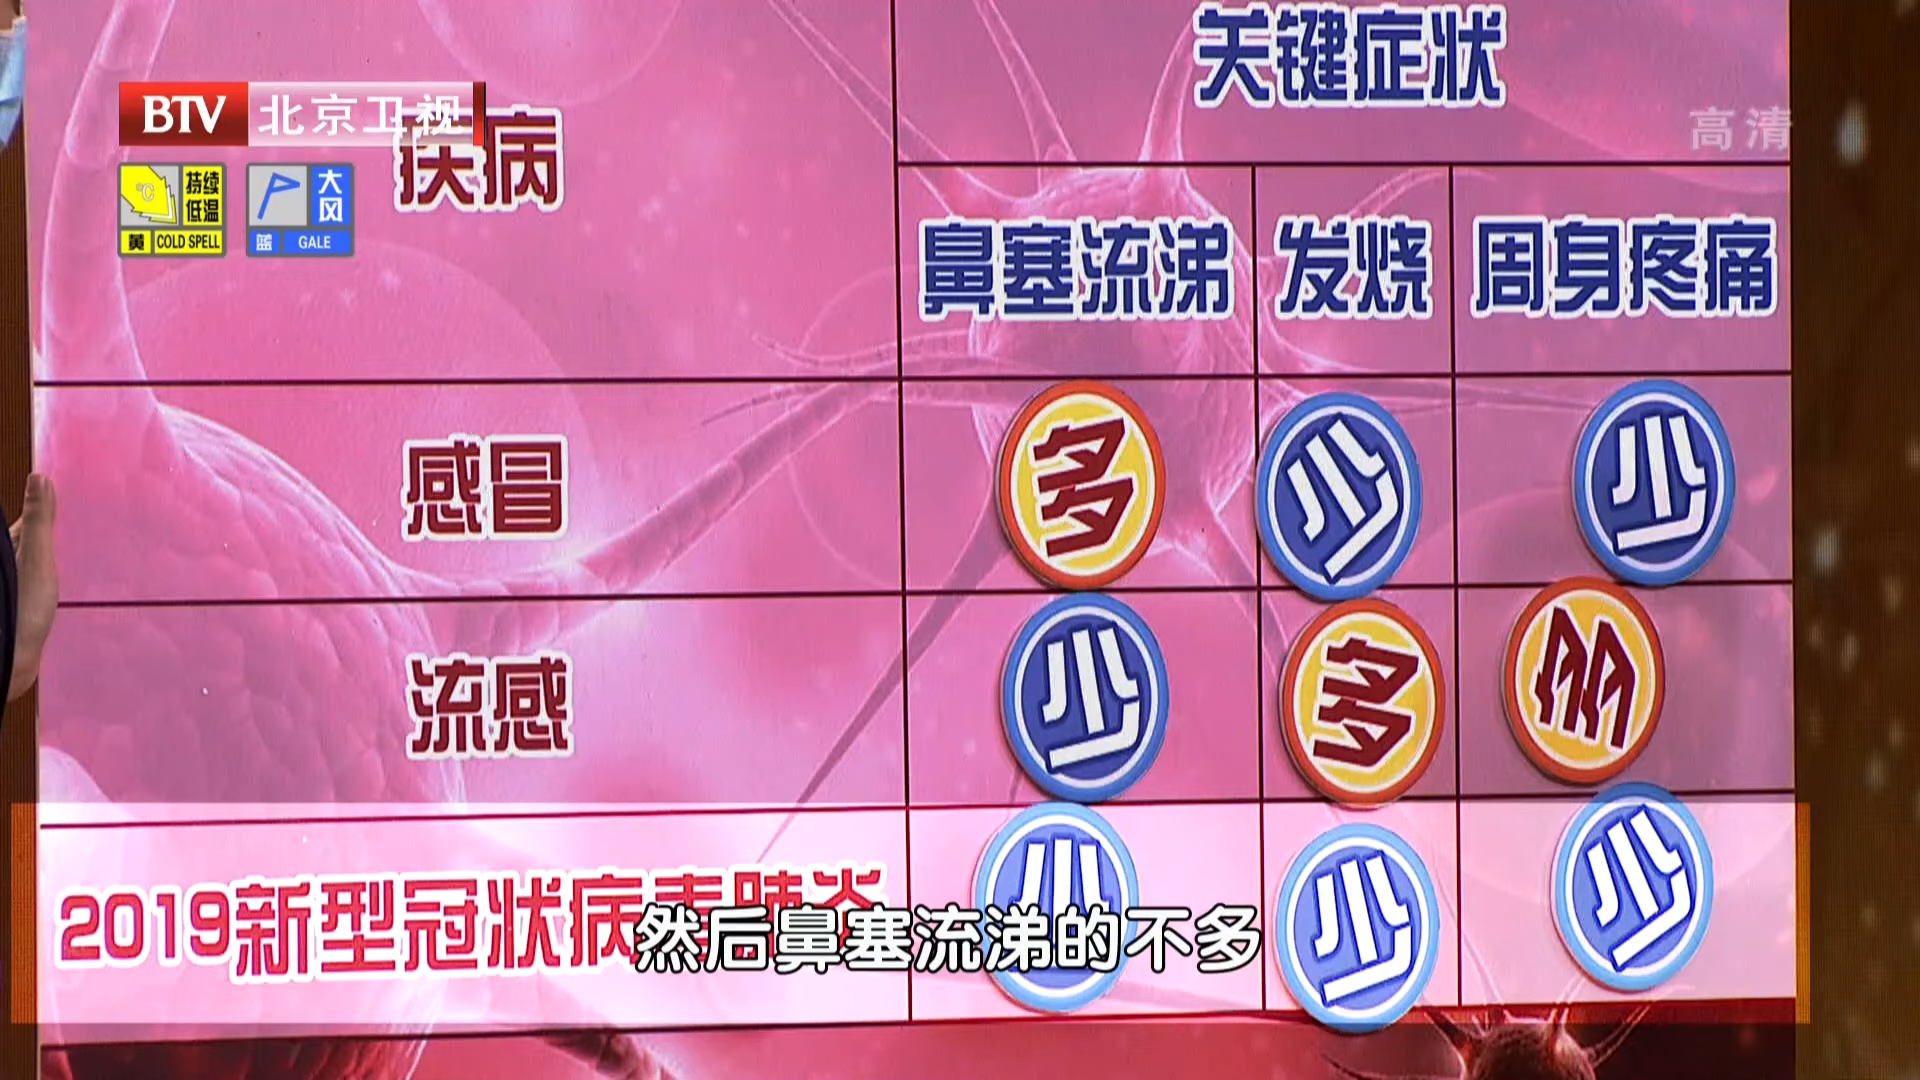 关键症状
BTV 北京卫视
高清
疾病
持续低温
黄 COLD SPELL
大风
蓝 GALE
鼻塞流涕 发烧 周身疼痛
感冒 多 少 少
流感 少 多 多
2019新型冠状病毒肺炎 少 少 少
然后鼻塞流涕的不多